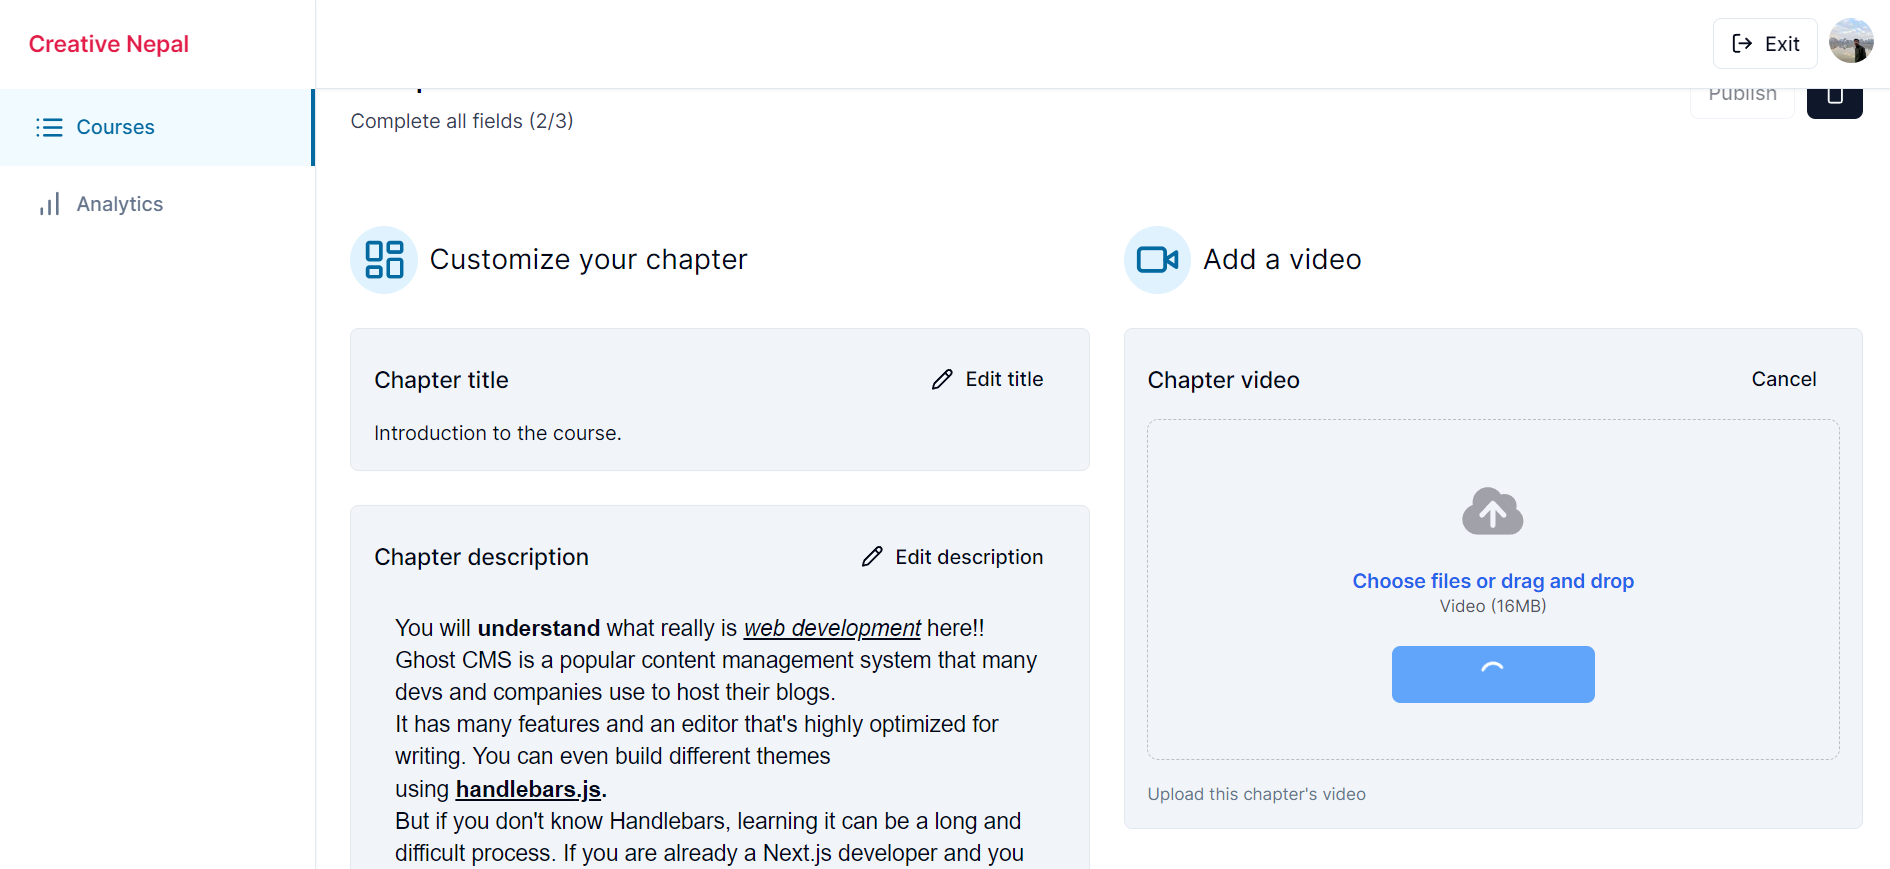 Creative Nepal
Exit
Courses
Analytics
Complete all fields (2/3)
Publish
Customize your chapter
Add a video
Chapter title
Edit title
Introduction to the course.
Chapter video
Cancel
Choose files or drag and drop
Video (16MB)
Upload this chapter's video
Chapter description
Edit description
You will understand what really is web development here!!
Ghost CMS is a popular content management system that many
devs and companies use to host their blogs.
It has many features and an editor that's highly optimized for
writing. You can even build different themes
using handlebars.js.
But if you don't know Handlebars, learning it can be a long and
difficult process. If you are already a Next.js developer and you